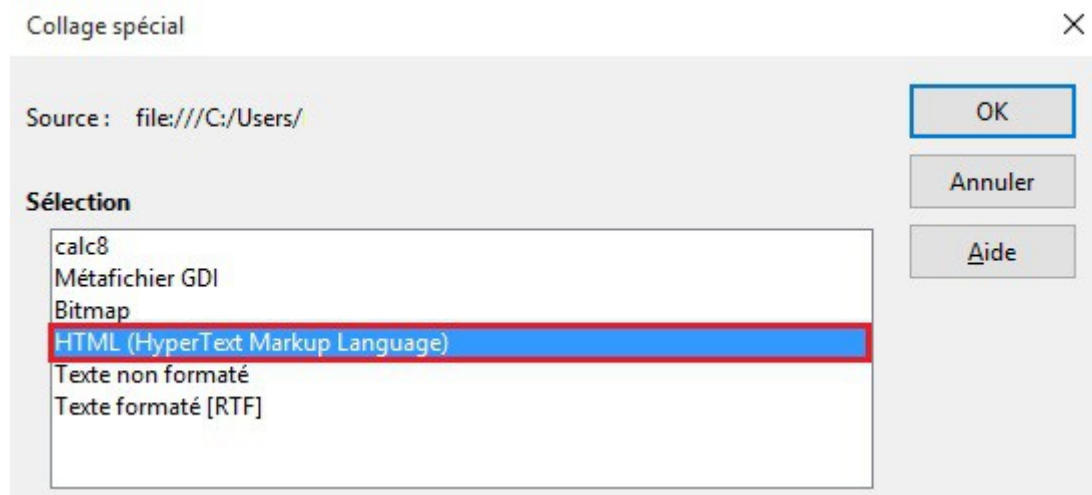 Collage spécial
Source : file:///C:/Users/
OK
Annuler
Aide
Sélection
calc8
Métafichier GDI
Bitmap
HTML (HyperText Markup Language)
Texte non formaté
Texte formaté [RTF]